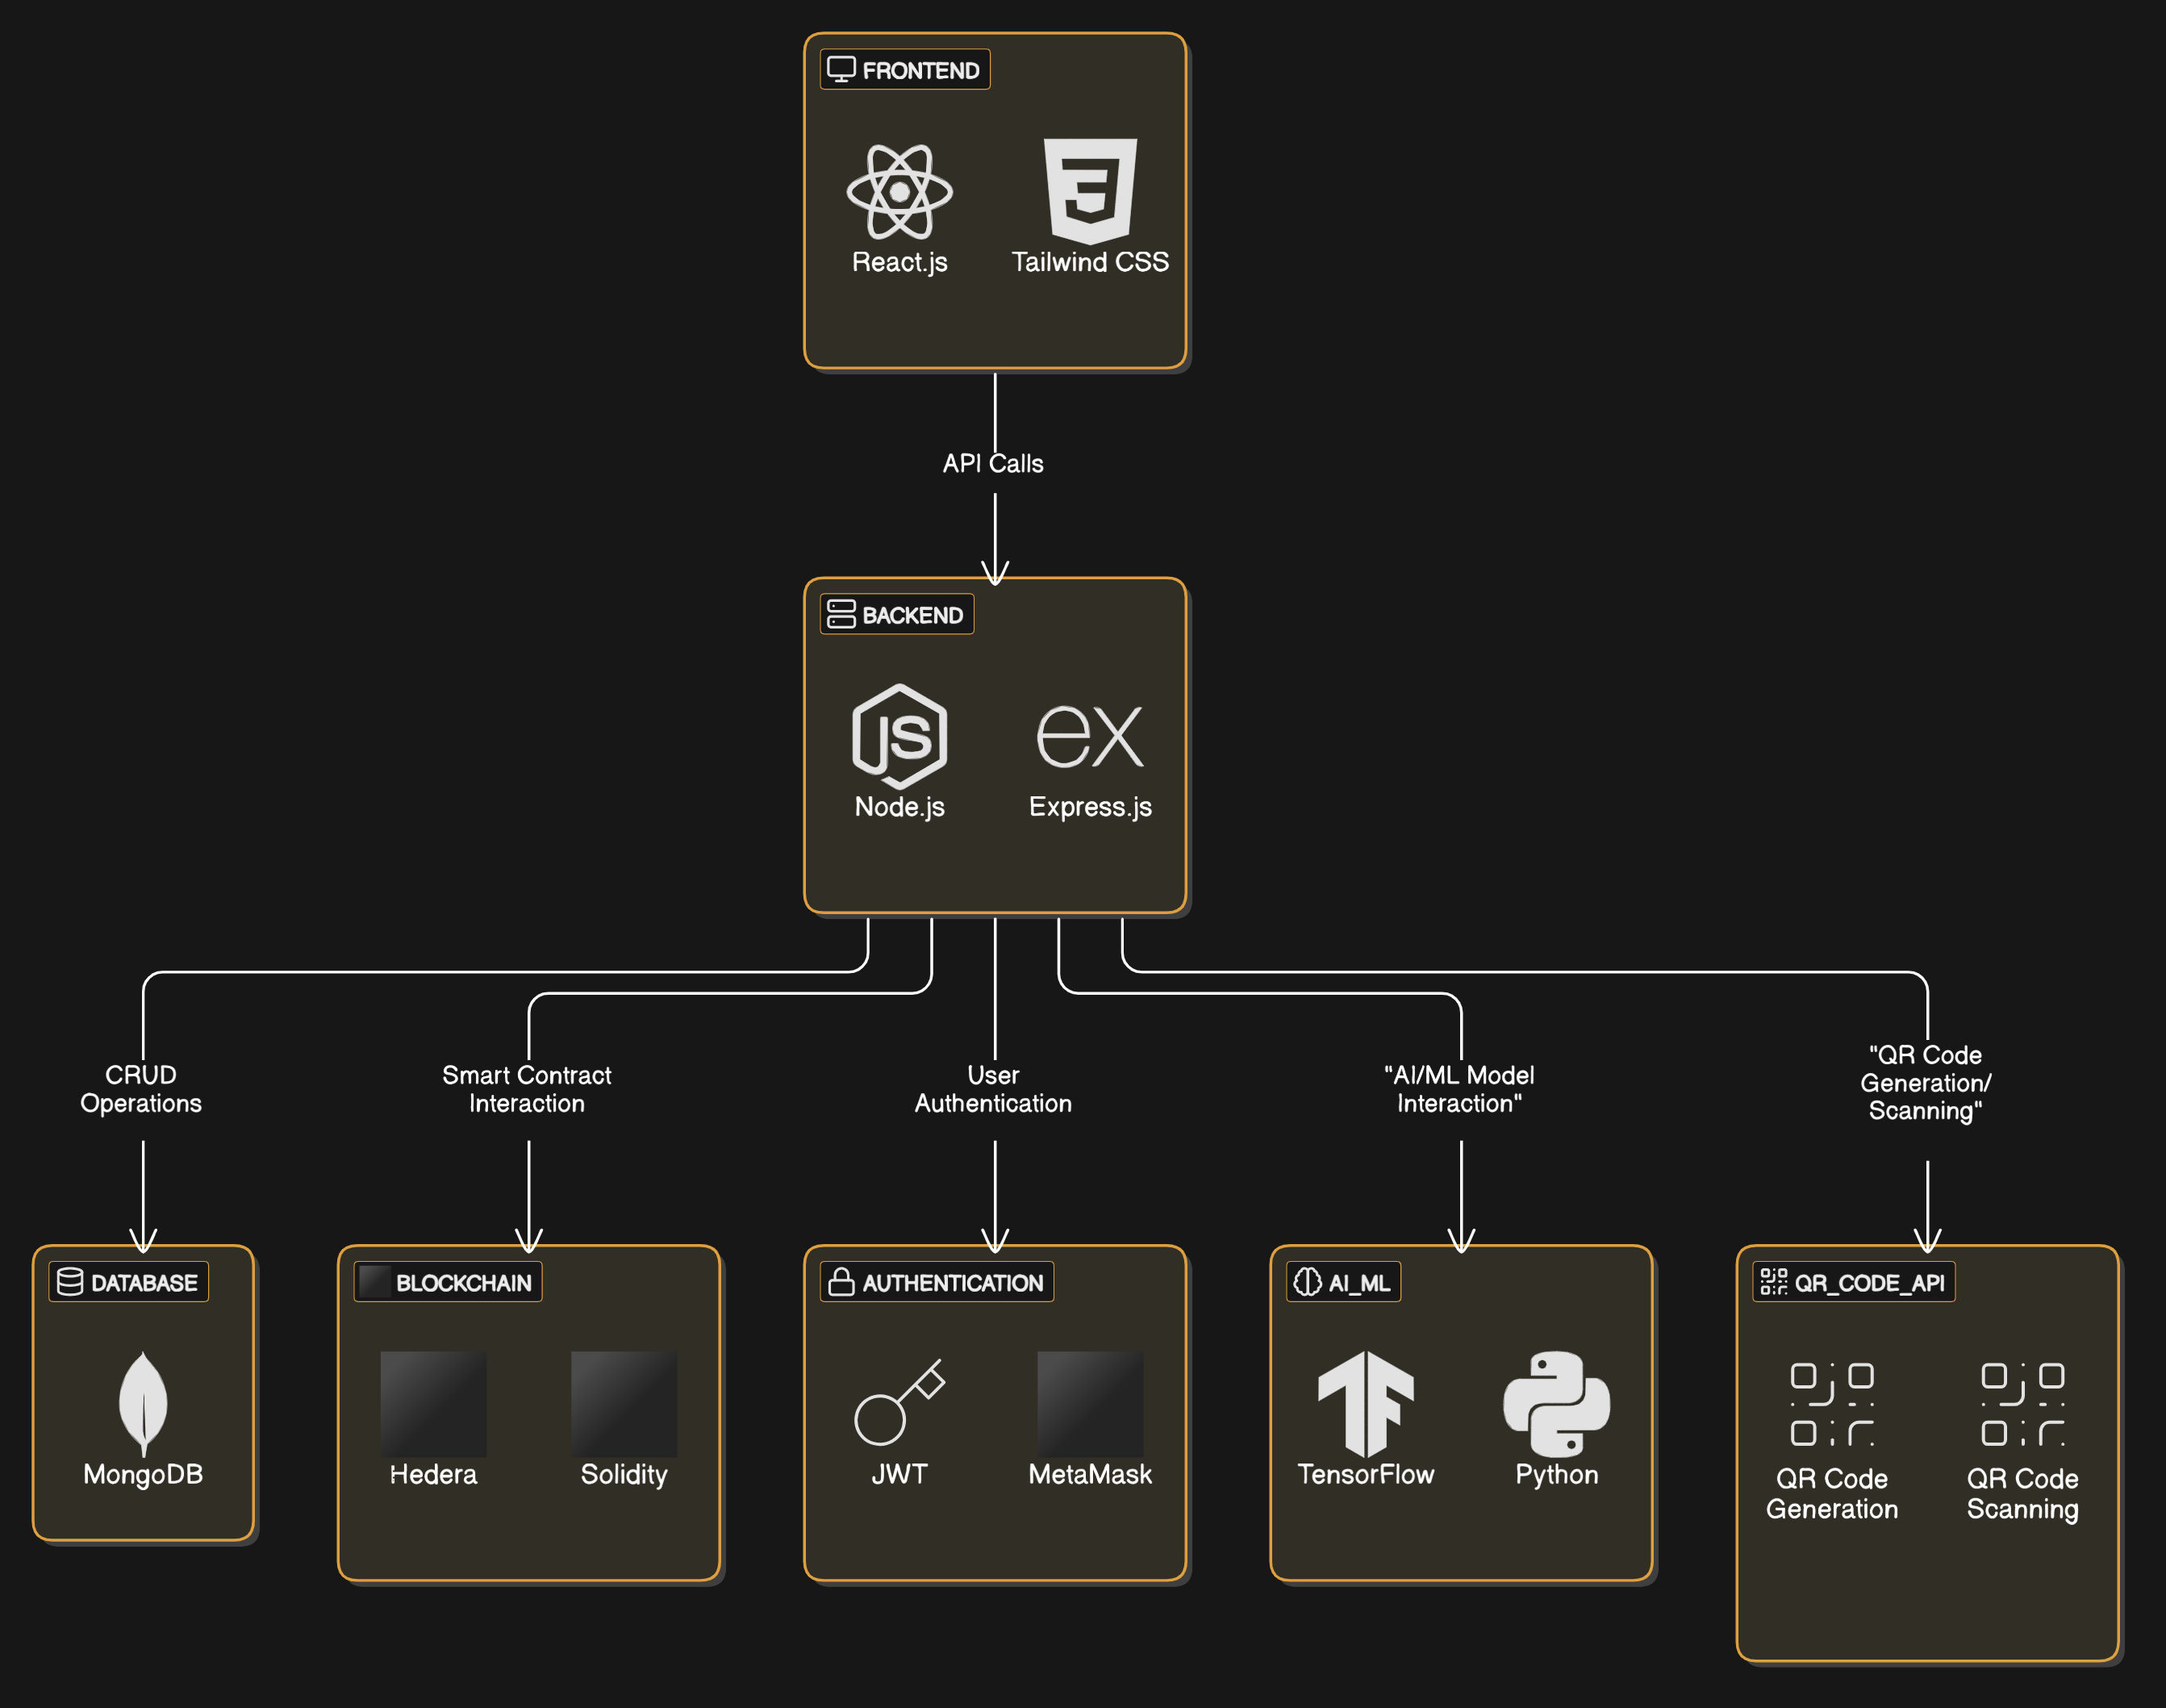 FRONTEND
React.js
Tailwind CSS
API Calls
BACKEND
JS
Node.js
ex
Express.js
CRUD
Operations
Smart Contract
Interaction
User
Authentication
"AI/ML Model
Interaction"
"QR Code
Generation/
Scanning"
DATABASE
MongoDB
BLOCKCHAIN
Hedera
Solidity
AUTHENTICATION
JWT
MetaMask
AI_ML
TensorFlow
Python
QR_CODE_API
QR Code
Generation
QR Code
Scanning